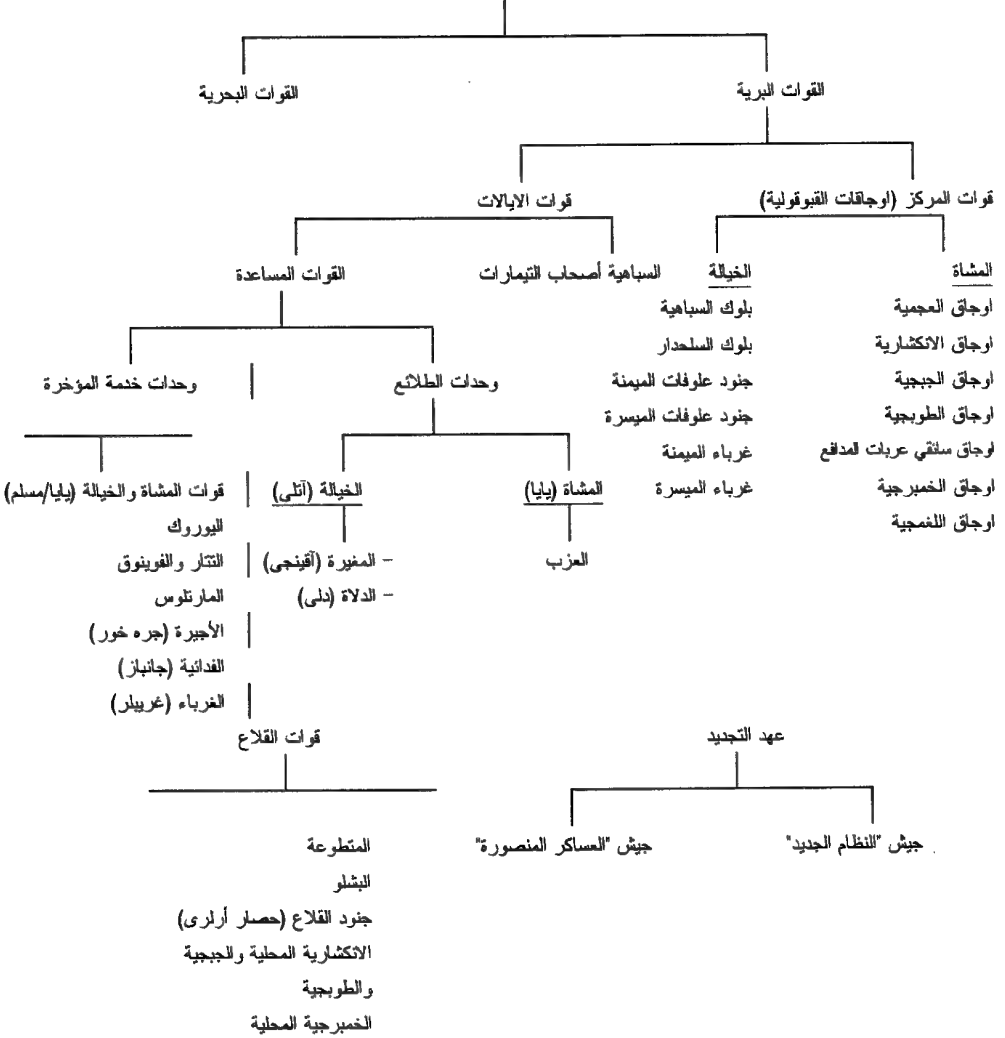 القوات البرية
القوات البحرية
قوات المركز (اوجاقات القبوقولية)
قوات الايالات
المشاة
اوجاق العجمية
اوجاق الانكشارية
اوجاق الجبجية
اوجاق الطوبجية
اوجاق سائقي عربات المدافع
اوجاق الخمبرجية
اوجاق اللغمجية
الخيالة
بلوك السباهية
بلوك السلحدار
جنود علوفات الميمنة
جنود علوفات الميسرة
غرباء الميمنة
غرباء الميسرة
السباهية أصحاب التيمارات
القوات المساعدة
وحدات الطلائع
وحدات خدمة المؤخرة
المشاة (يايا)
العزب
الخيالة (آتلى)
– المغيرة (آقينجى)
– الدلاة (دلى)
قوات المشاة والخيالة (يايا/مسلم)
اليوروك
التتار والفوينوق
المارتلوس
الأجيرة (جره خور)
الفدائية (جانباز)
الغرباء (غريبلر)
عهد التجديد
قوات القلاع
جيش "النظام الجديد"
جيش "العساكر المنصورة"
المتطوعة
البشلو
جنود القلاع (حصار أرلرى)
الانكشارية المحلية والجبجية
والطوبجية
الخمبرجية المحلية